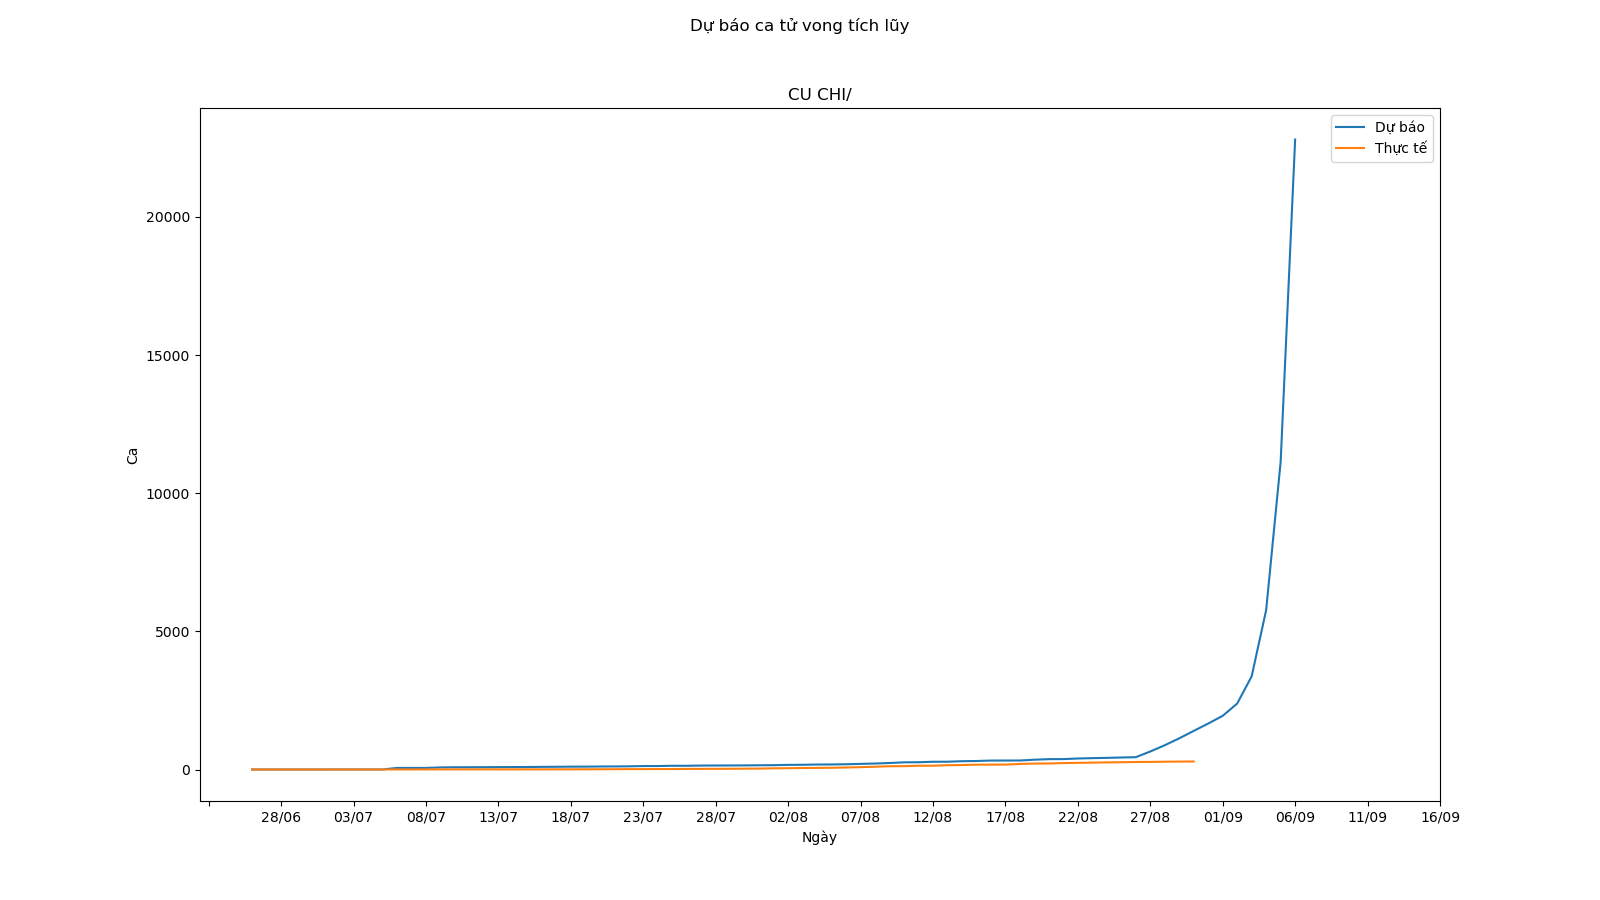 Dự báo ca tử vong tích lũy
CU CHI/
Dự báo
Thực tế
20000
15000
10000
5000
0
Ca
28/06 03/07 08/07 13/07 18/07 23/07 28/07 02/08 07/08 12/08 17/08 22/08 27/08 01/09 06/09 11/09 16/09
Ngày